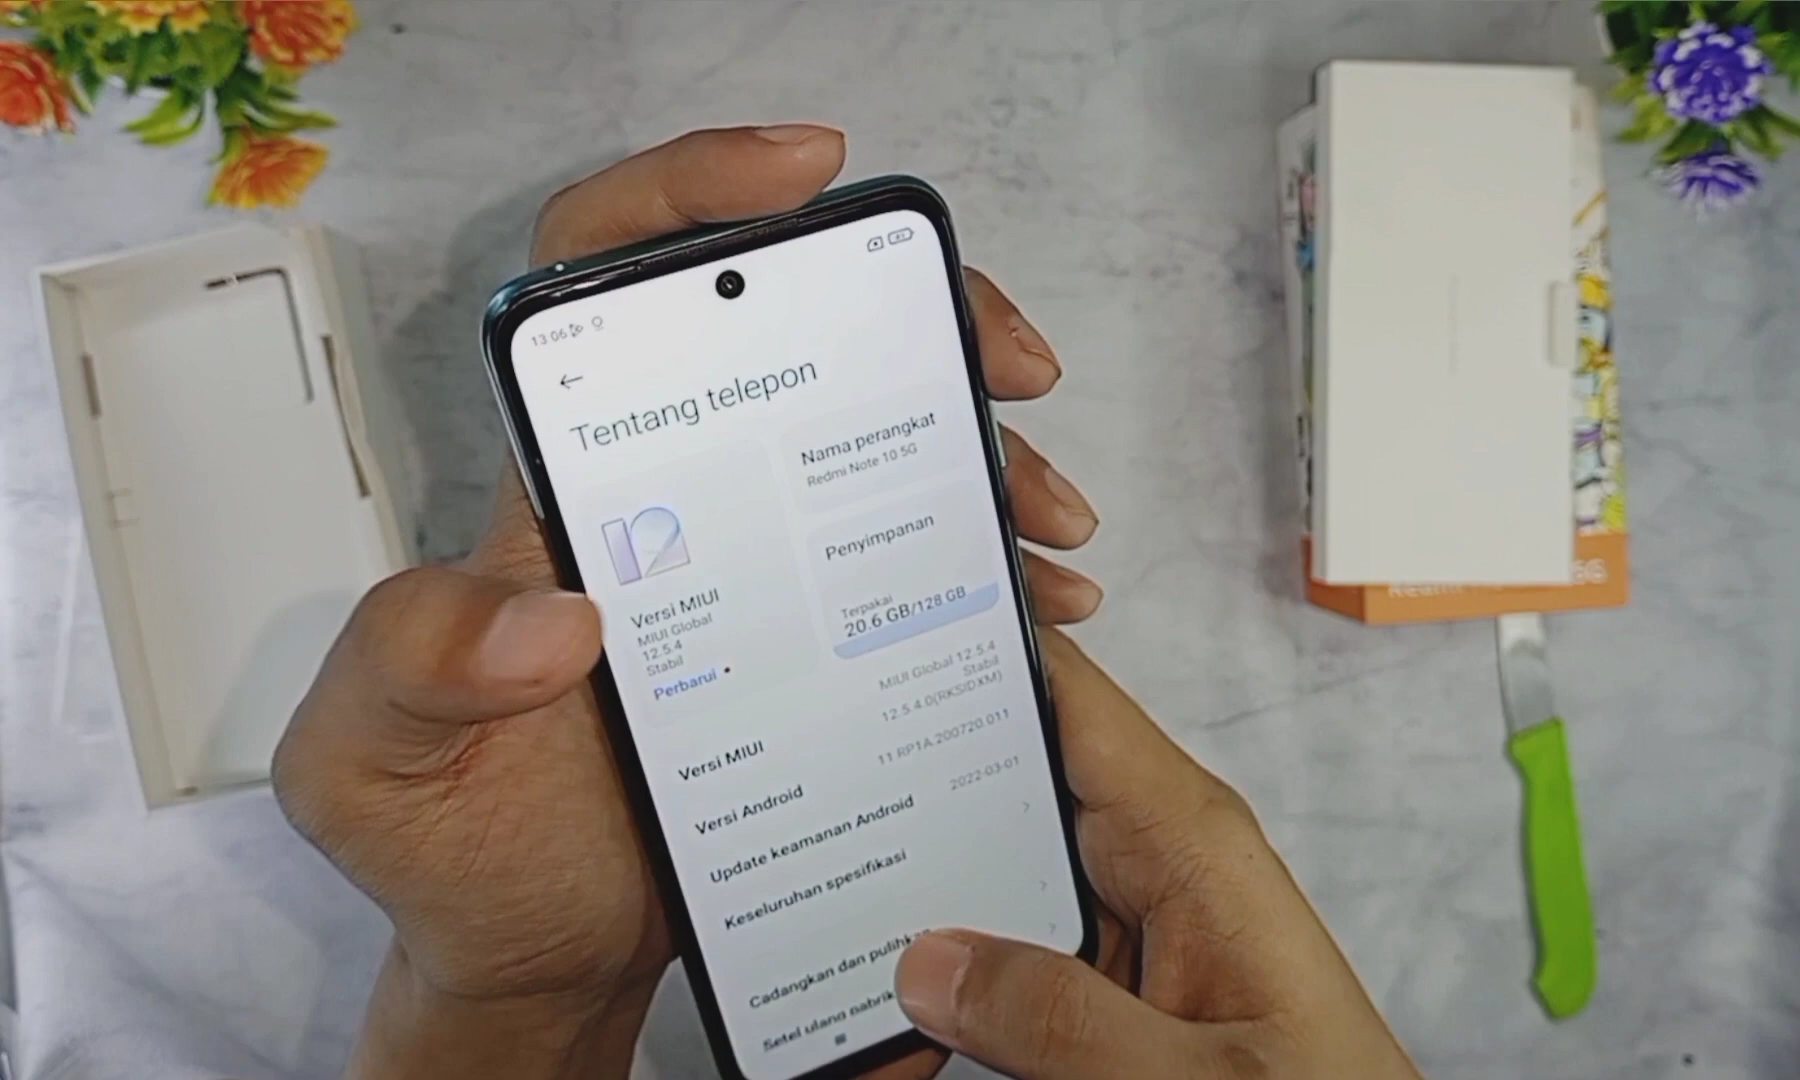 13 06
Tentang telepon
Nama perangkat
Redmi Note 10 5G
12
Versi MIUI
MIUI Global
12.5.4
Stabil
Perbarui
Penyimpanan
Terpakai
20.6 GB/128 GB
Versi MIUI
MIUI Global 12.5.4
Stabil
12.5.4.0(RKSIDXM)
Versi Android
11 RP1A.200720.011
Update keamanan Android
2022-03-01
Keseluruhan spesifikasi
Cadangkan dan pulihkan
Setel ulang pabrik
5G